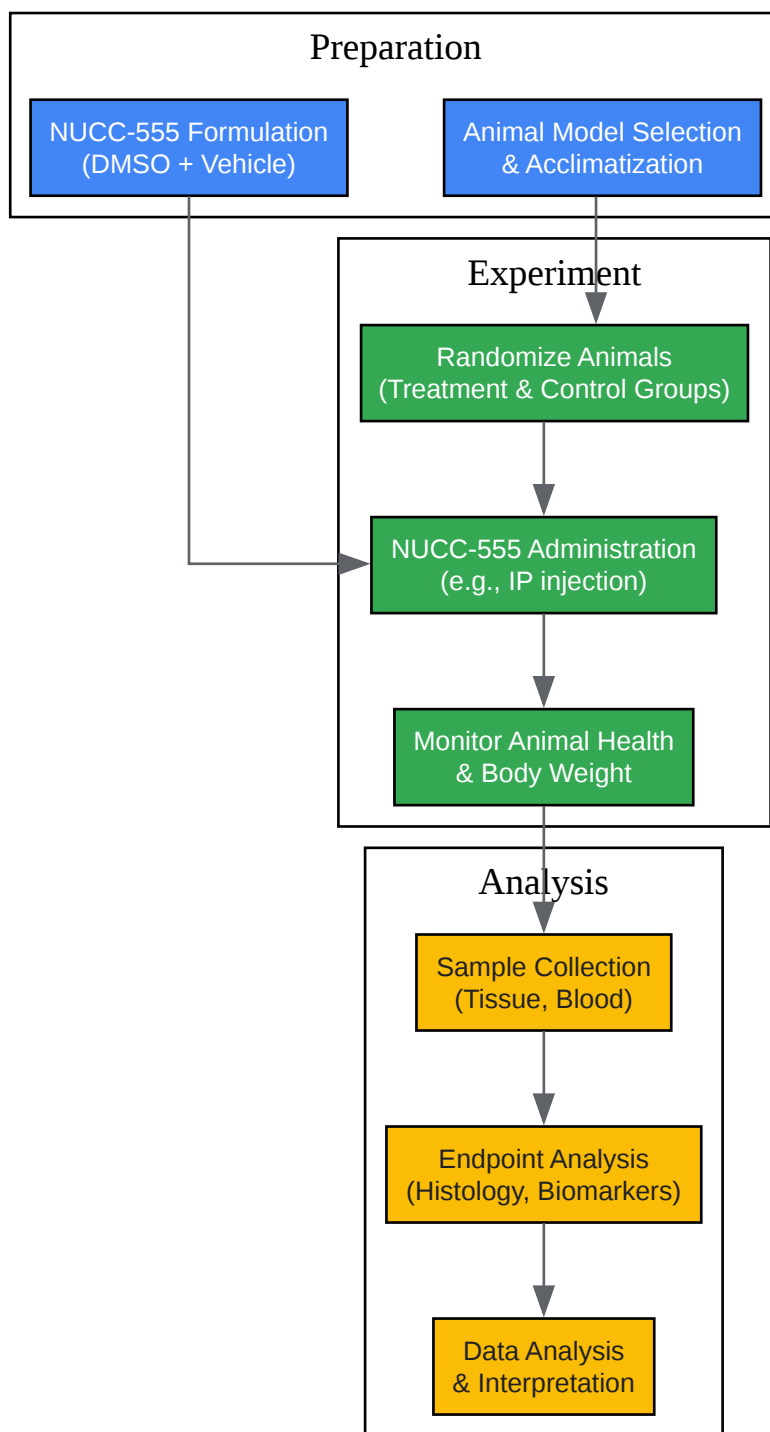 Preparation
NUCC-555 Formulation
(DMSO + Vehicle)
Animal Model Selection
& Acclimatization
Experiment
Randomize Animals
(Treatment & Control Groups)
NUCC-555 Administration
(e.g., IP injection)
Monitor Animal Health
& Body Weight
Analysis
Sample Collection
(Tissue, Blood)
Endpoint Analysis
(Histology, Biomarkers)
Data Analysis
& Interpretation